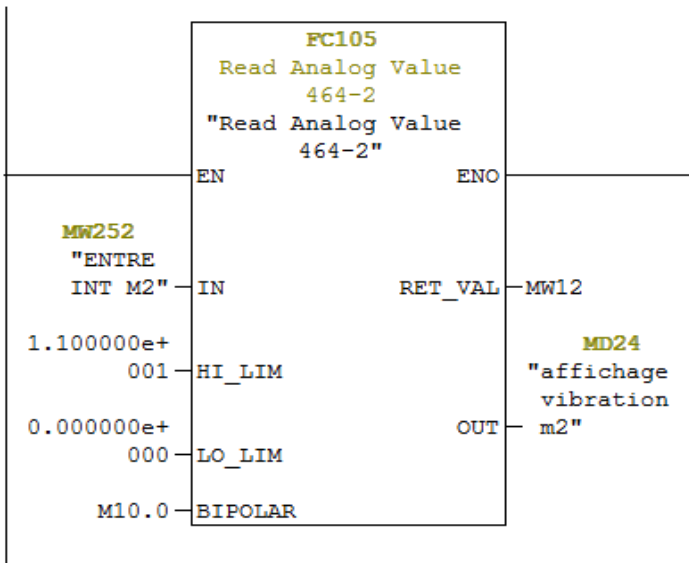 FC105
Read Analog Value
464-2
"Read Analog Value
464-2"
EN ENO
MW252
"ENTRE
INT M2" IN RET_VAL MW12
1.100000e+
001 HI_LIM
MD24
"affichage
vibration
m2" OUT
0.000000e+
000 LO_LIM
M10.0 BIPOLAR